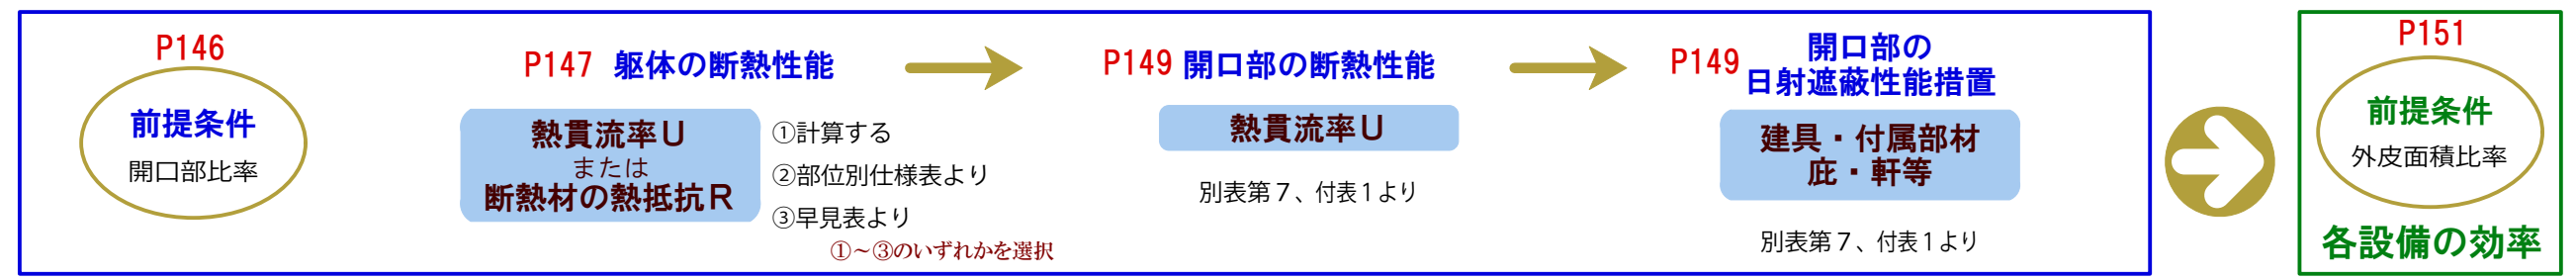 P146
前提条件
開口部比率
P147 躯体の断熱性能
熱貫流率U
または
断熱材の熱抵抗R
①計算する
②部位別仕様表より
③早見表より
①～③のいずれかを選択
P149 開口部の断熱性能
熱貫流率U
別表第7、付表1より
P149
開口部の
日射遮蔽性能措置
建具・付属部材
庇・軒等
別表第7、付表1より
P151
前提条件
外皮面積比率
各設備の効率